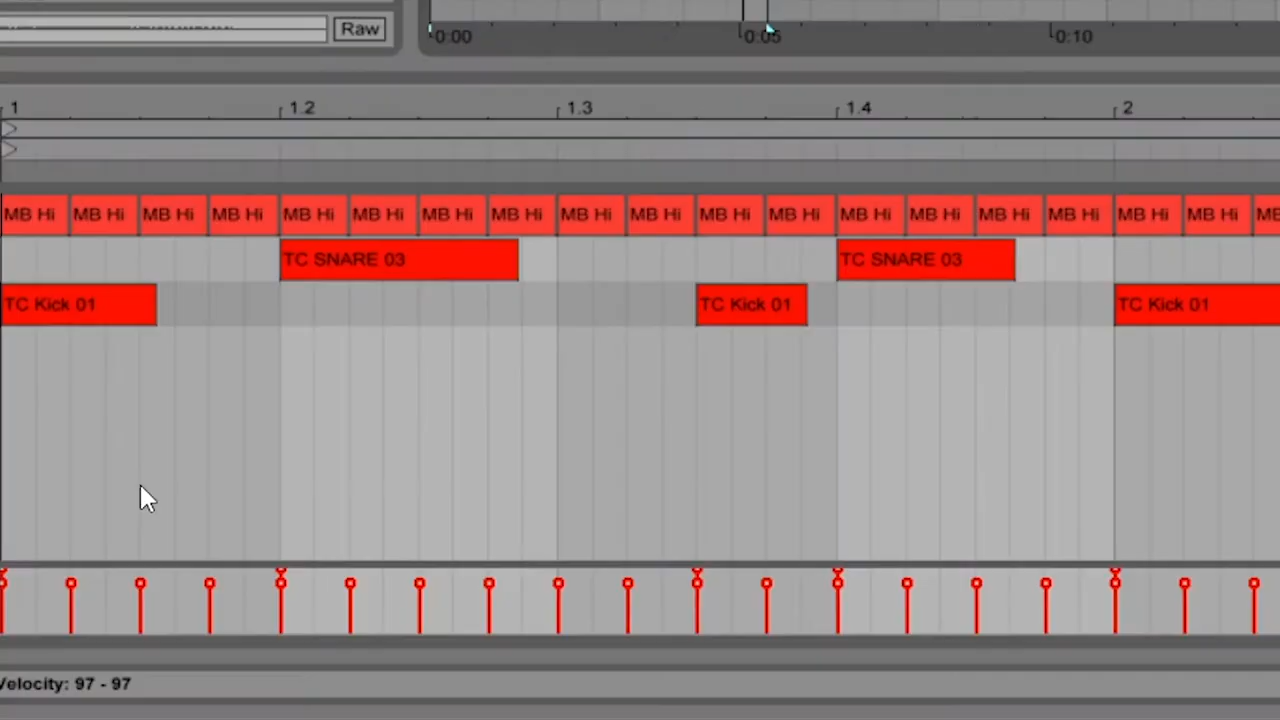 Raw
0:00 0:05 0:10
1 1.2 1.3 1.4 2
MB Hi MB Hi MB Hi MB Hi MB Hi MB Hi MB Hi MB Hi MB Hi MB Hi MB Hi MB Hi MB Hi MB Hi MB Hi MB Hi MB Hi MB Hi MB
TC SNARE 03 TC SNARE 03
TC Kick 01 TC Kick 01 TC Kick 01
Velocity: 97 - 97